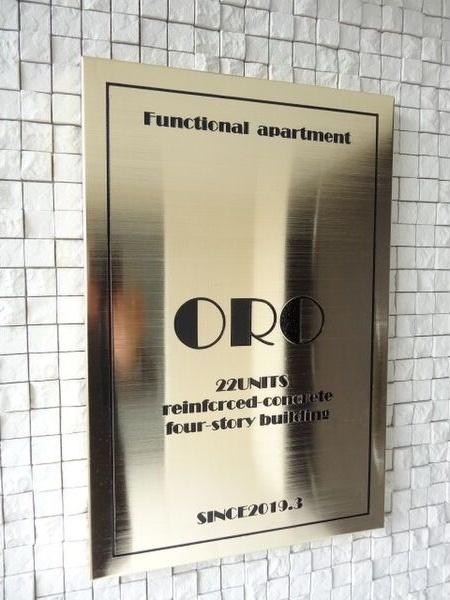 Functional apartment
ORO
22UNITS
reinforced-concrete
four-story building
SINCE2019.3